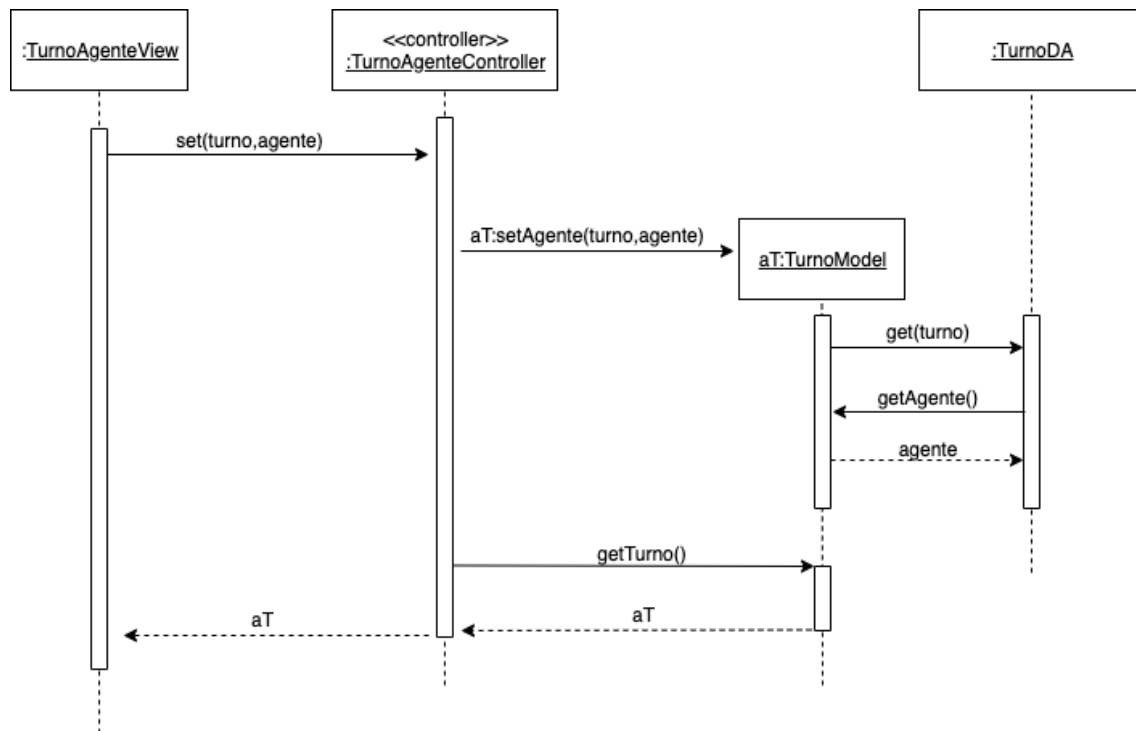 :TurnoAgenteView
<<controller>>
:TurnoAgenteController
:TurnoDA
set(turno,agente)
aT:setAgente(turno,agente)
aT:TurnoModel
get(turno)
getAgente()
agente
getTurno()
aT
aT